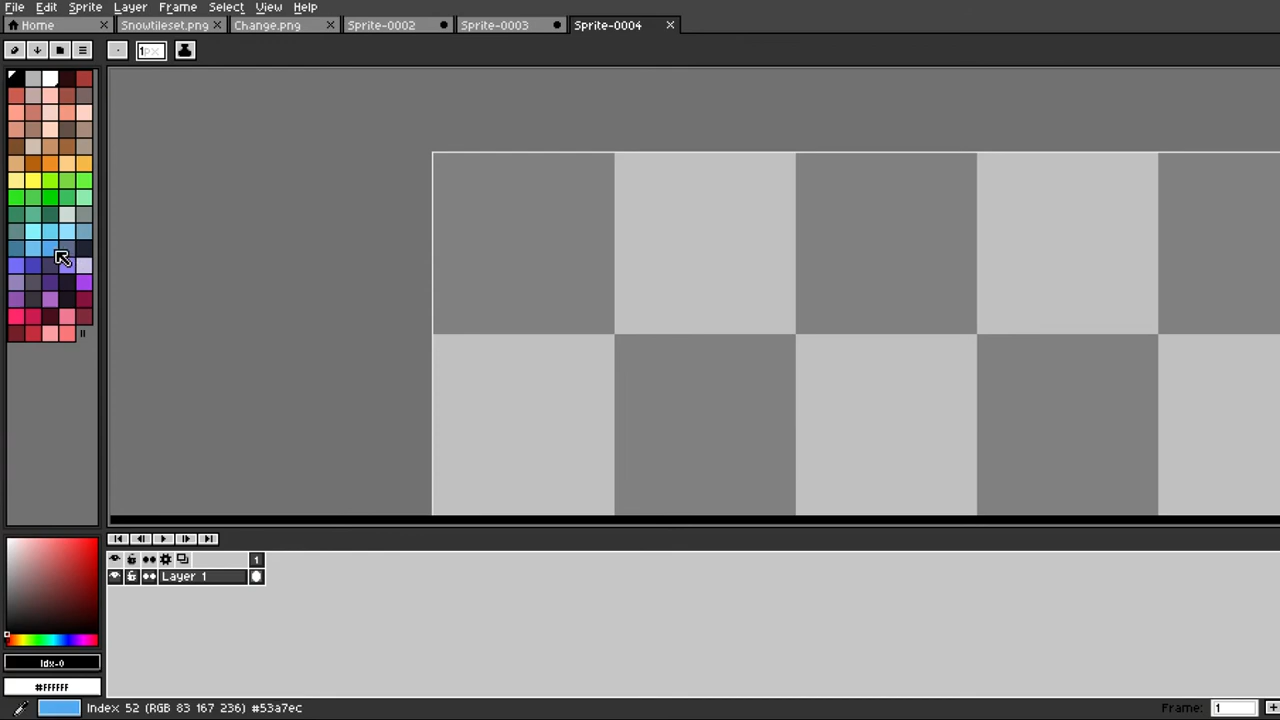 File Edit Sprite Layer Frame Select View Help
Home Snowtileset.png Change.png Sprite-0002 Sprite-0003 Sprite-0004
1px
1
Layer 1
Idx-0
#FFFFFF
Index 52 (RGB 83 167 236) #53a7ec Frame: 1